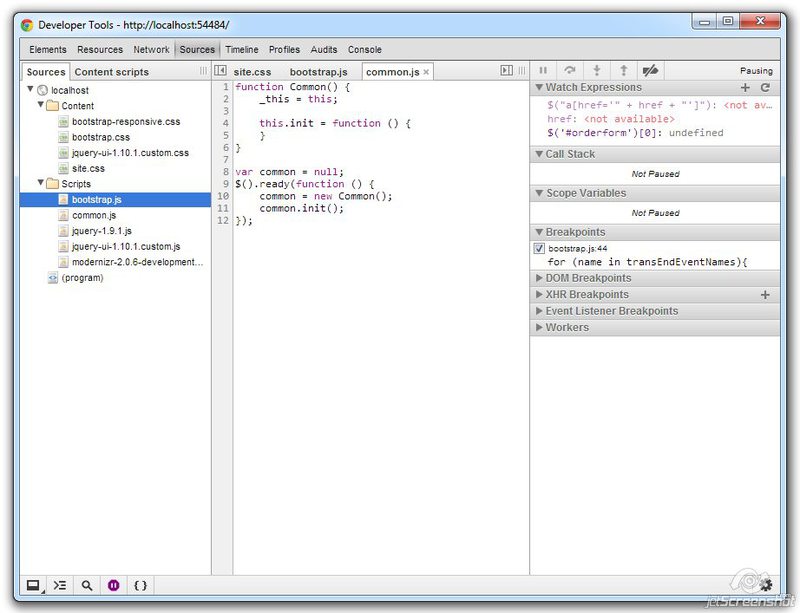 Developer Tools - http://localhost:54484/
Elements Resources Network Sources Timeline Profiles Audits Console
Sources Content scripts
localhost
Content
bootstrap-responsive.css
bootstrap.css
jquery-ui-1.10.1.custom.css
site.css
Scripts
bootstrap.js
common.js
jquery-1.9.1.js
jquery-ui-1.10.1.custom.js
modernizr-2.0.6-development...
(program)
site.css bootstrap.js common.js ×
1 function Common() {
2 _this = this;
3
4 this.init = function () {
5 }
6 }
7
8 var common = null;
9 $().ready(function () {
10 common = new Common();
11 common.init();
12 });
Pausing
Watch Expressions
$("a[href='" + href + "']"): <not av…
href: <not available>
$('#orderform')[0]: undefined
Call Stack
Not Paused
Scope Variables
Not Paused
Breakpoints
bootstrap.js:44
for (name in transEndEventNames){
DOM Breakpoints
XHR Breakpoints
Event Listener Breakpoints
Workers
{ }
jetScreenshot